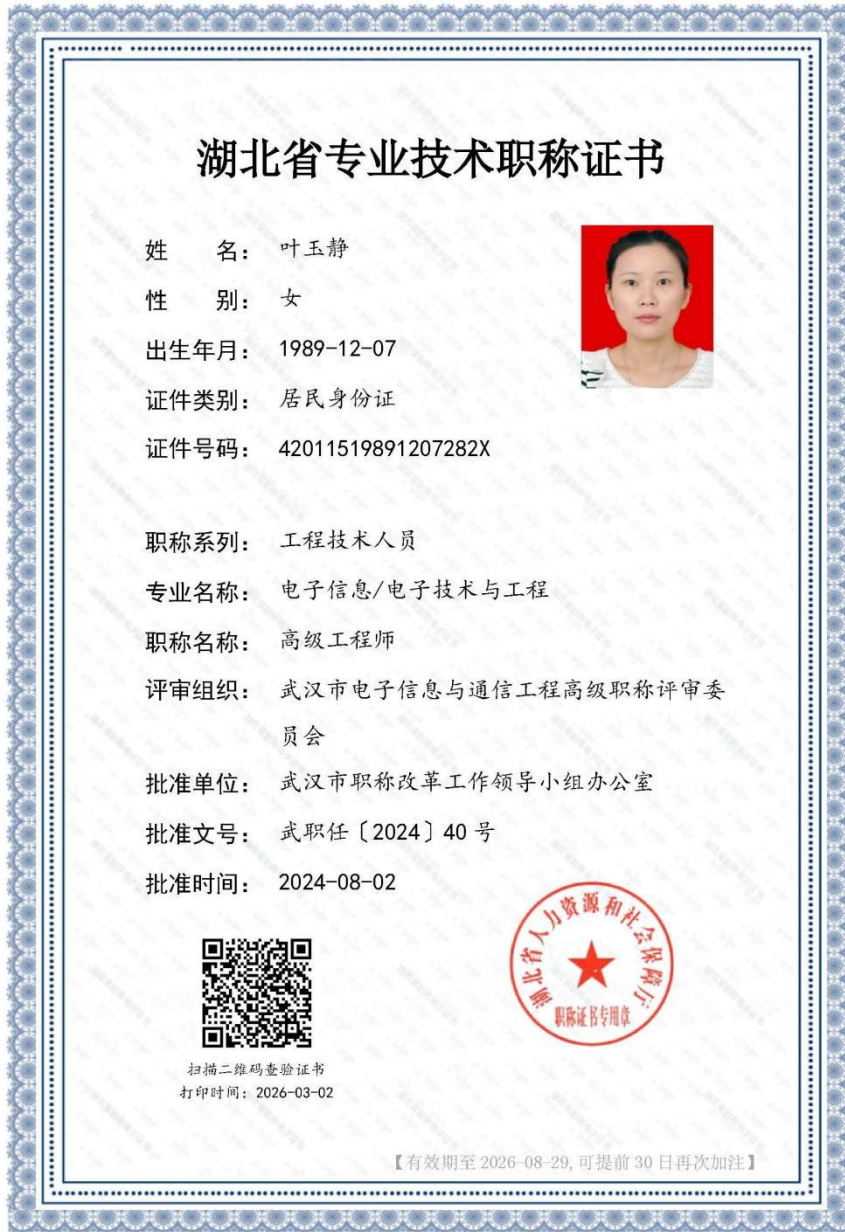 湖北省专业技术职称证书
姓 名： 叶玉静
性 别： 女
出生年月： 1989-12-07
证件类别： 居民身份证
证件号码： 42011519891207282X
职称系列： 工程技术人员
专业名称： 电子信息/电子技术与工程
职称名称： 高级工程师
评审组织： 武汉市电子信息与通信工程高级职称评审委
员会
批准单位： 武汉市职称改革工作领导小组办公室
批准文号： 武职任〔2024〕40 号
批准时间： 2024-08-02
湖北省人力资源和社会保障厅
职称证书专用章
扫描二维码查验证书
打印时间：2026-03-02
【有效期至 2026-08-29,可提前 30 日再次加注】